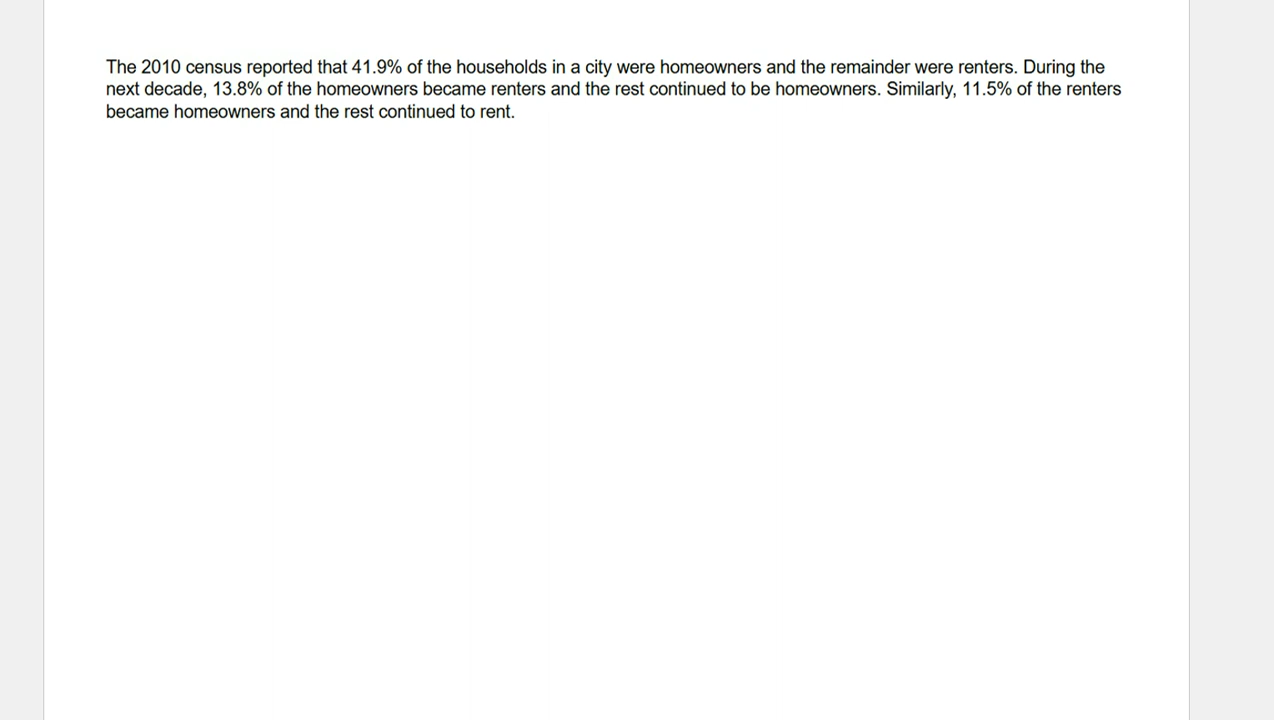 The 2010 census reported that 41.9% of the households in a city were homeowners and the remainder were renters. During the
next decade, 13.8% of the homeowners became renters and the rest continued to be homeowners. Similarly, 11.5% of the renters
became homeowners and the rest continued to rent.